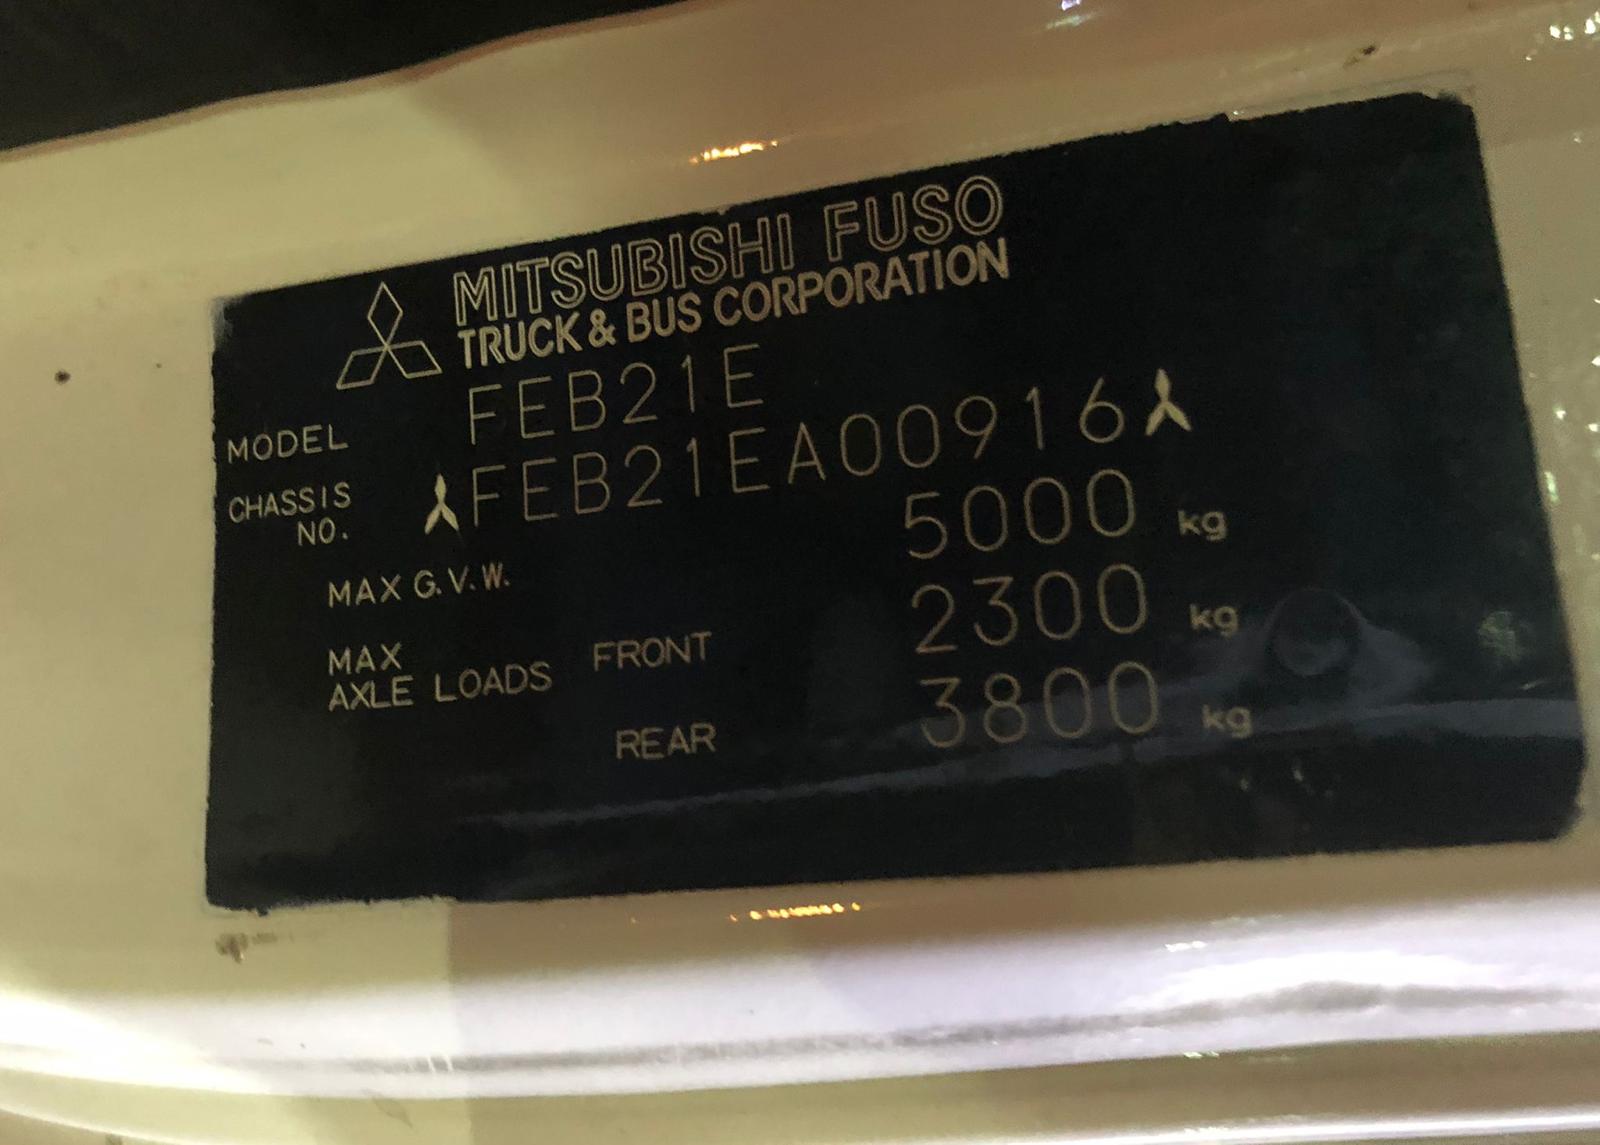 MITSUBISHI FUSO
TRUCK & BUS CORPORATION
MODEL FEB21E
CHASSIS NO. FEB21EA00916
MAX G.V.W. 5000 kg
MAX AXLE LOADS FRONT 2300 kg
REAR 3800 kg